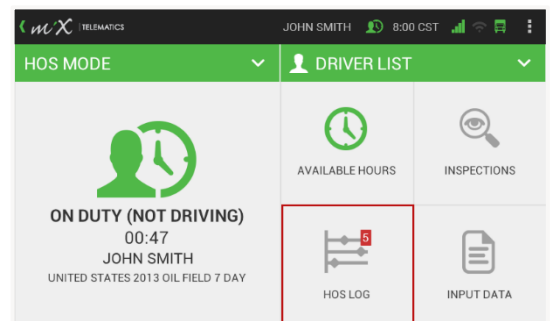 miX TELEMATICS JOHN SMITH 8:00 CST
HOS MODE
DRIVER LIST
AVAILABLE HOURS
INSPECTIONS
ON DUTY (NOT DRIVING)
00:47
JOHN SMITH
UNITED STATES 2013 OIL FIELD 7 DAY
5
HOS LOG
INPUT DATA